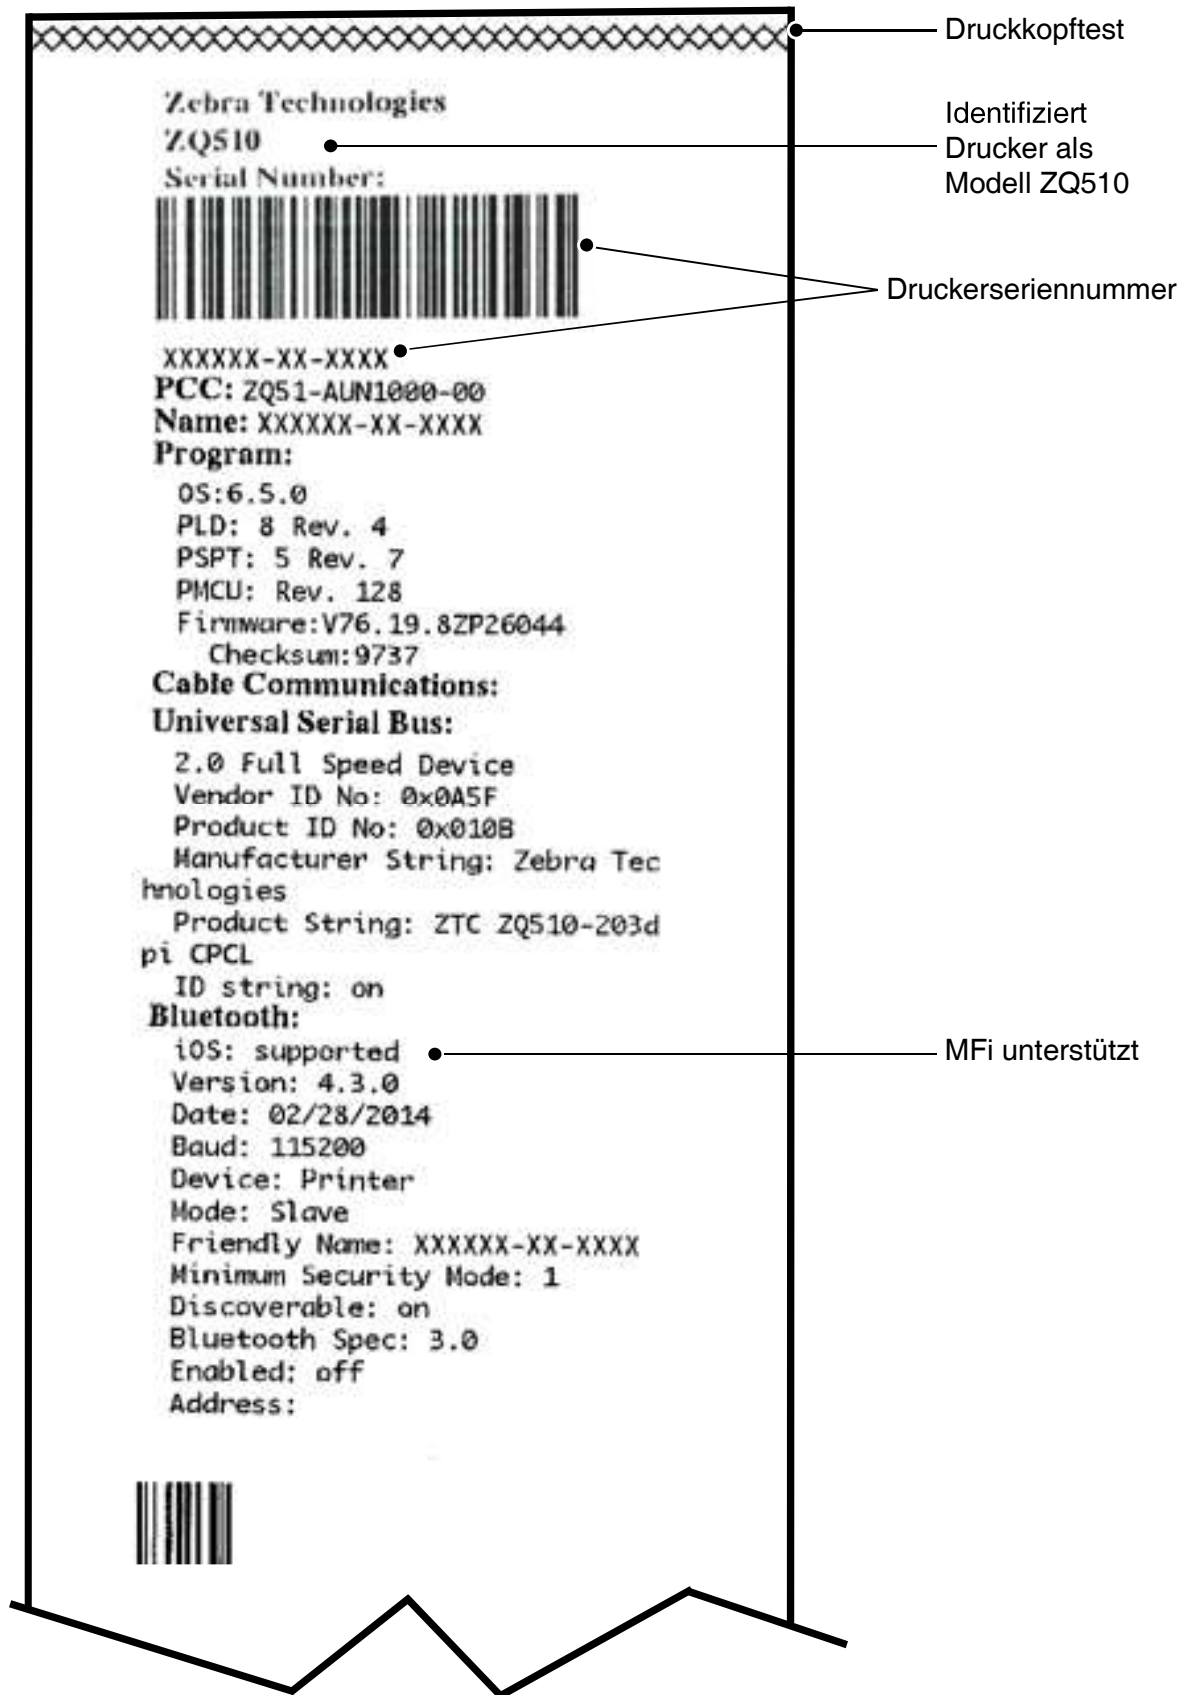 Druckkopftest
Zebra Technologies
ZQ510
Identifiziert
Drucker als
Modell ZQ510
Serial Number:
Druckerseriennummer
XXXXXX-XX-XXXX
PCC: ZQ51-AUN1000-00
Name: XXXXXX-XX-XXXX
Program:
OS:6.5.0
PLD: 8 Rev. 4
PSPT: 5 Rev. 7
PMCU: Rev. 128
Firmware:V76.19.8ZP26044
Checksum:9737
Cable Communications:
Universal Serial Bus:
2.0 Full Speed Device
Vendor ID No: 0x0A5F
Product ID No: 0x010B
Manufacturer String: Zebra Tec
hnologies
Product String: ZTC ZQ510-203d
pi CPCL
ID string: on
Bluetooth:
iOS: supported
MFi unterstützt
Version: 4.3.0
Date: 02/28/2014
Baud: 115200
Device: Printer
Mode: Slave
Friendly Name: XXXXXX-XX-XXXX
Minimum Security Mode: 1
Discoverable: on
Bluetooth Spec: 3.0
Enabled: off
Address: